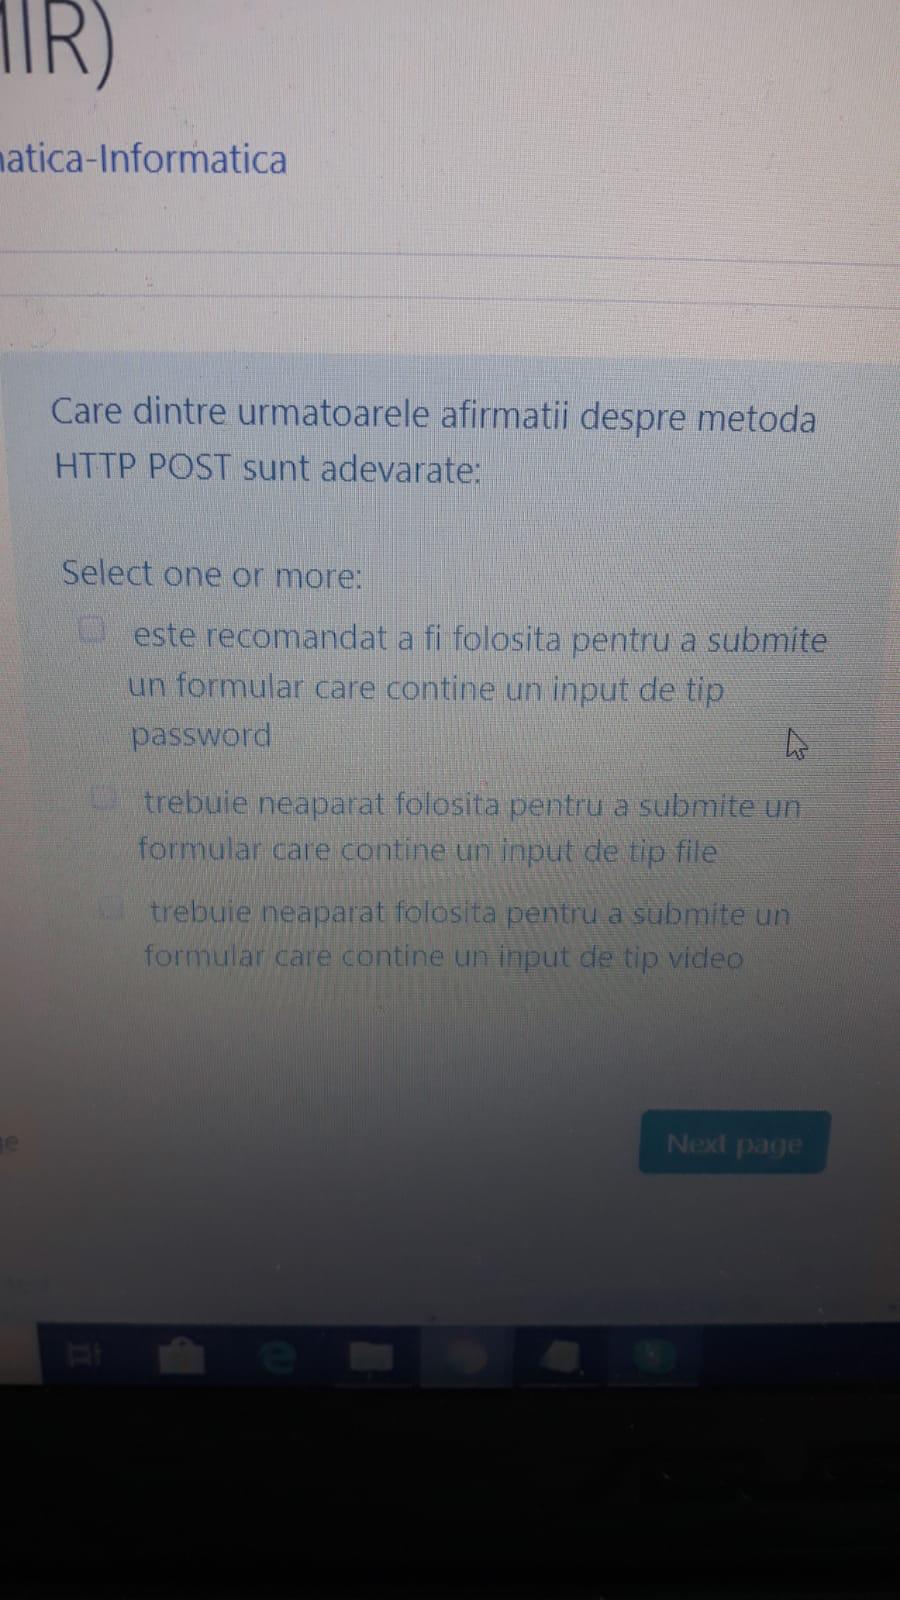 IIR)
atica-Informatica
Care dintre urmatoarele afirmatii despre metoda
HTTP POST sunt adevarate:
Select one or more:
este recomandat a fi folosita pentru a submite
un formular care contine un input de tip
password
trebuie neaparat folosita pentru a submite un
formular care contine un input de tip file
trebuie neaparat folosita pentru a submite un
formular care contine un input de tip video
Next page